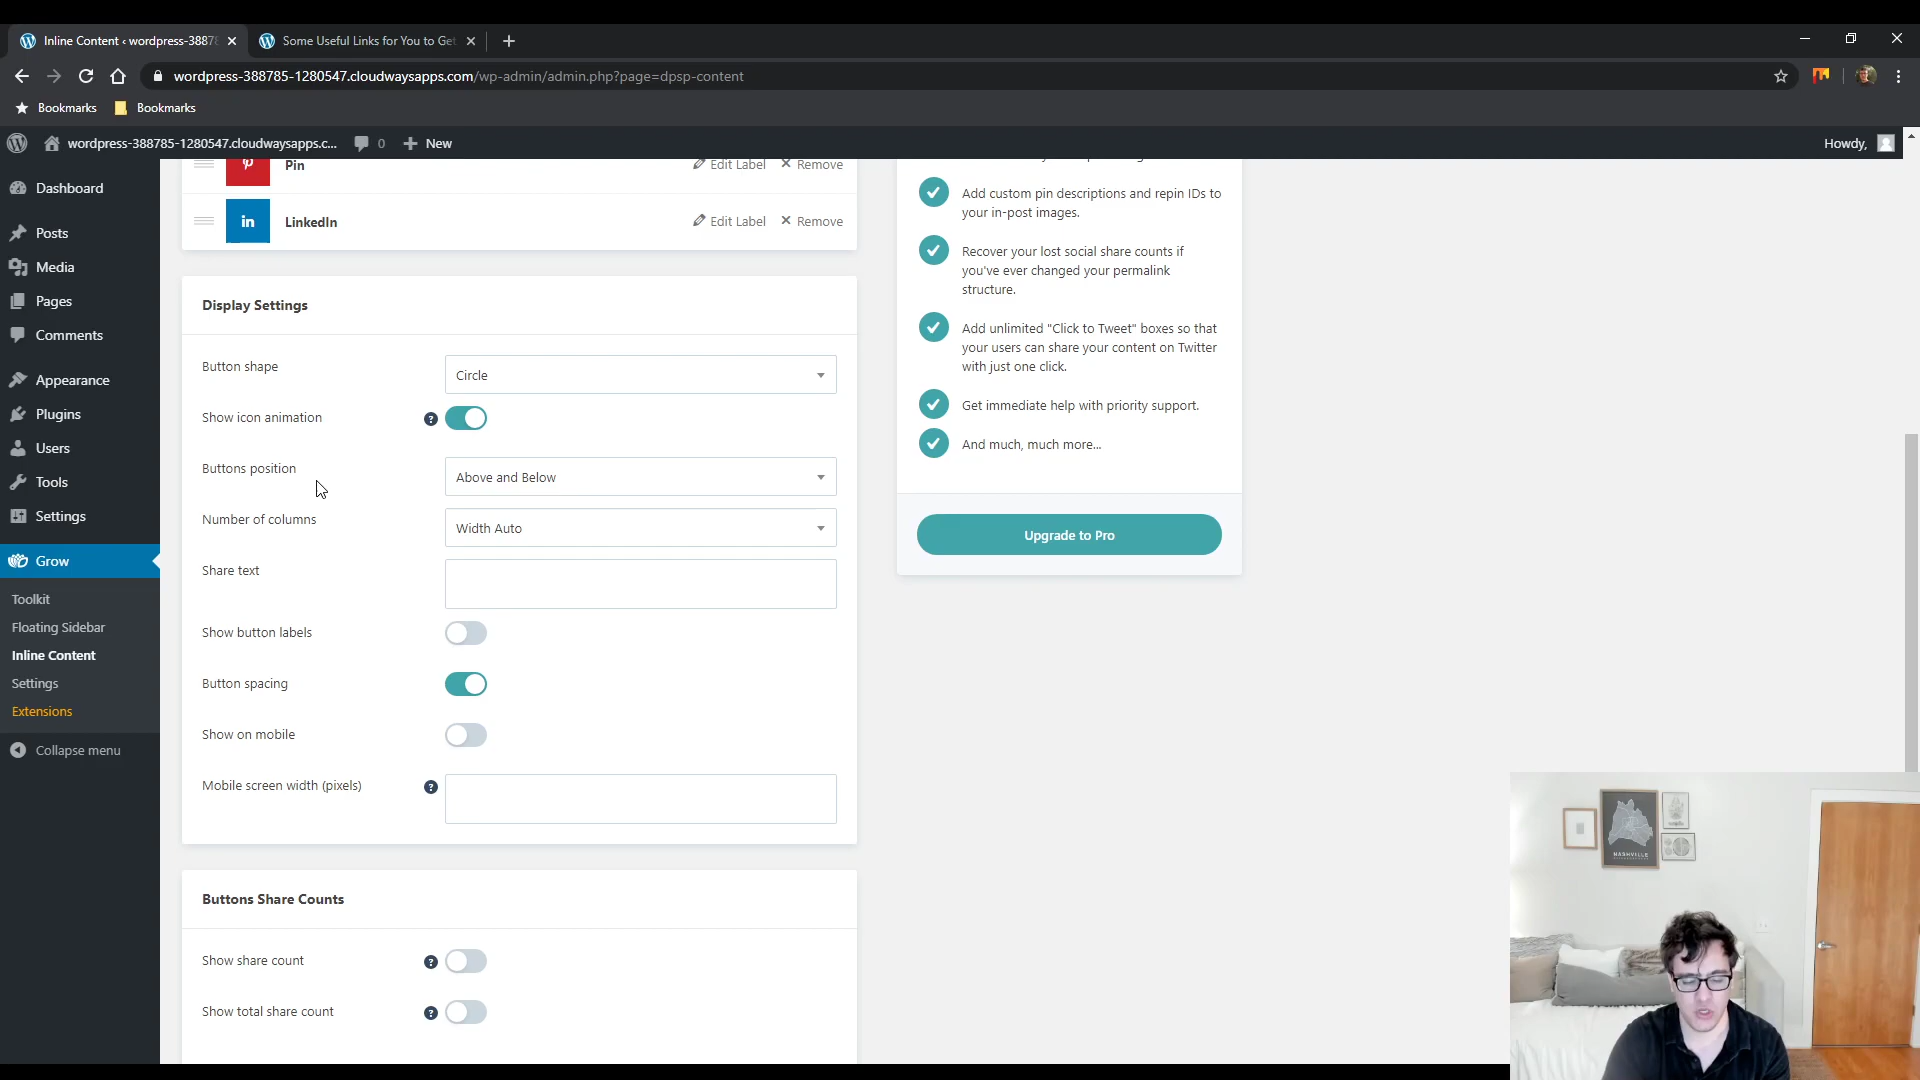 Inline Content ‹ wordpress-3887
Some Useful Links for You to Get
wordpress-388785-1280547.cloudwaysapps.com/wp-admin/admin.php?page=dpsp-content
Bookmarks
Bookmarks
wordpress-388785-1280547.cloudwaysapps.c...
0
New
Howdy,
Dashboard
Posts
Media
Pages
Comments
Appearance
Plugins
Users
Tools
Settings
Grow
Toolkit
Floating Sidebar
Inline Content
Settings
Extensions
Collapse menu
Pin
Edit Label
Remove
in
LinkedIn
Edit Label
Remove
Display Settings
Button shape
Circle
Show icon animation
?
Buttons position
Above and Below
Number of columns
Width Auto
Share text
Show button labels
Button spacing
Show on mobile
Mobile screen width (pixels)
?
Buttons Share Counts
Show share count
?
Show total share count
?
Add custom pin descriptions and repin IDs to
your in-post images.
Recover your lost social share counts if
you've ever changed your permalink
structure.
Add unlimited "Click to Tweet" boxes so that
your users can share your content on Twitter
with just one click.
Get immediate help with priority support.
And much, much more...
Upgrade to Pro
NASHVILLE